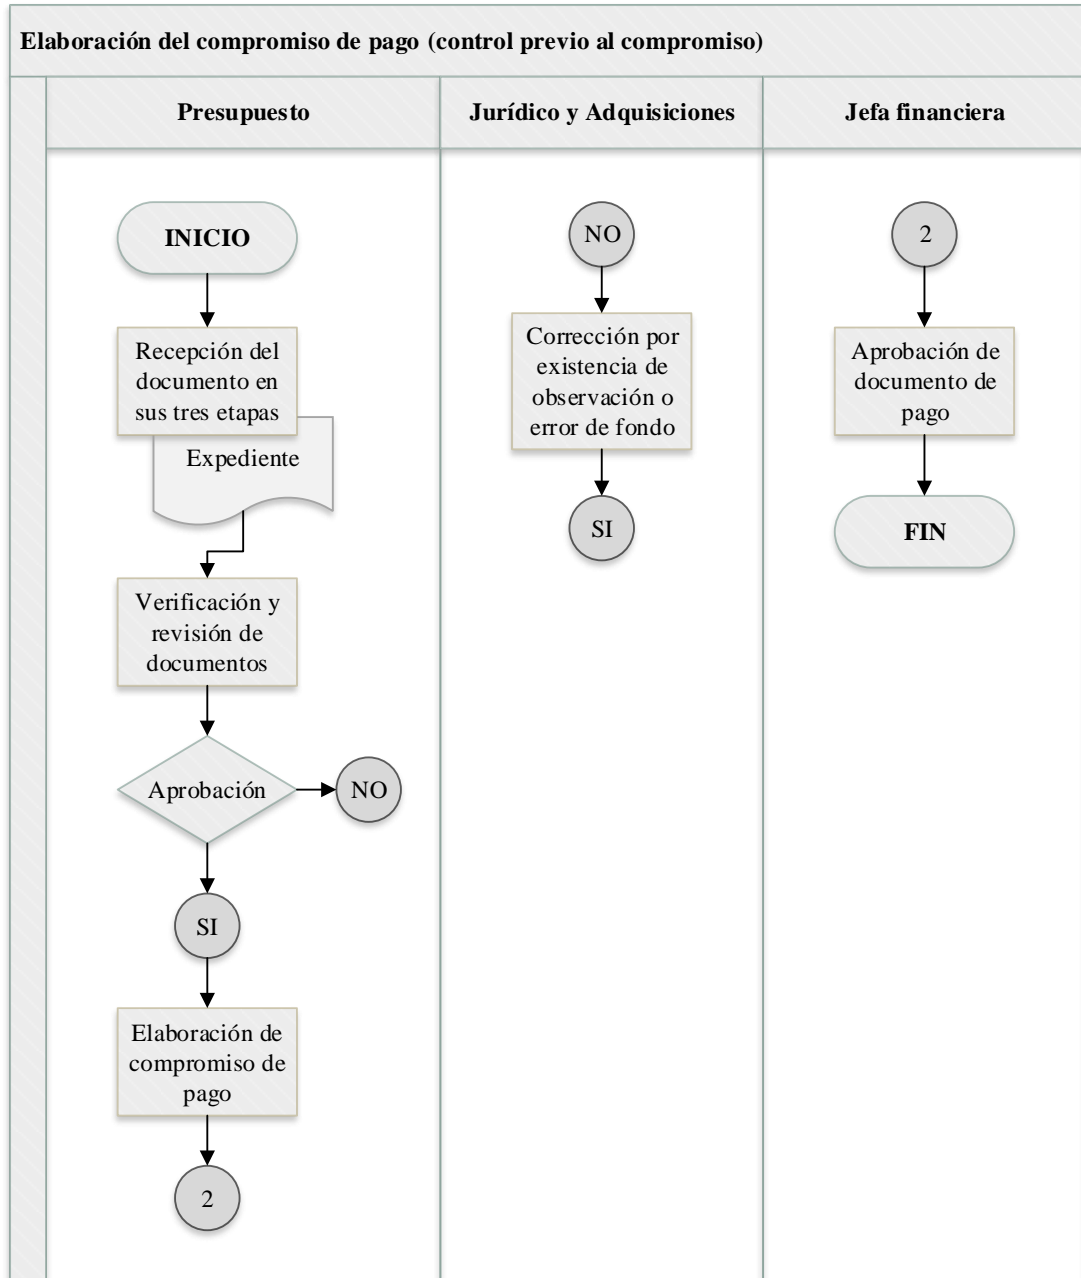 Elaboración del compromiso de pago (control previo al compromiso)
Presupuesto
Jurídico y Adquisiciones
Jefa financiera
INICIO
Recepción del
documento en
sus tres etapas
Expediente
Verificación y
revisión de
documentos
Aprobación
NO
SI
Elaboración de
compromiso de
pago
2
NO
Corrección por
existencia de
observación o
error de fondo
SI
2
Aprobación de
documento de
pago
FIN